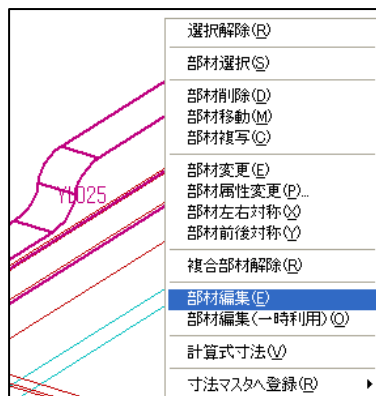 選択解除(R)
部材選択(S)
部材削除(D)
部材移動(M)
部材複写(C)
部材変更(E)
部材属性変更(P)...
部材左右対称(X)
部材前後対称(Y)
複合部材解除(R)
部材編集(E)
部材編集(一時利用)(O)
計算式寸法(V)
寸法マスタへ登録(R)
YL025